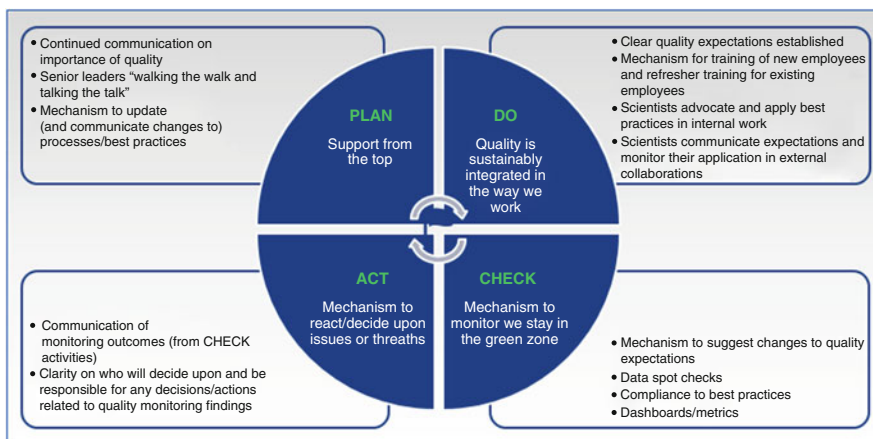 • Continued communication on
importance of quality
• Senior leaders “walking the walk and
talking the talk”
• Mechanism to update
(and communicate changes to)
processes/best practices
PLAN
Support from
the top
DO
Quality is
sustainably
integrated in
the way we
work
• Clear quality expectations established
• Mechanism for training of new employees
and refresher training for existing
employees
• Scientists advocate and apply best
practices in internal work
• Scientists communicate expectations and
monitor their application in external
collaborations
• Communication of
monitoring outcomes (from CHECK
activities)
• Clarity on who will decide upon and be
responsible for any decisions/actions
related to quality monitoring findings
ACT
Mechanism to
react/decide upon
issues or threaths
CHECK
Mechanism to
monitor we stay in
the green zone
• Mechanism to suggest changes to quality
expectations
• Data spot checks
• Compliance to best practices
• Dashboards/metrics